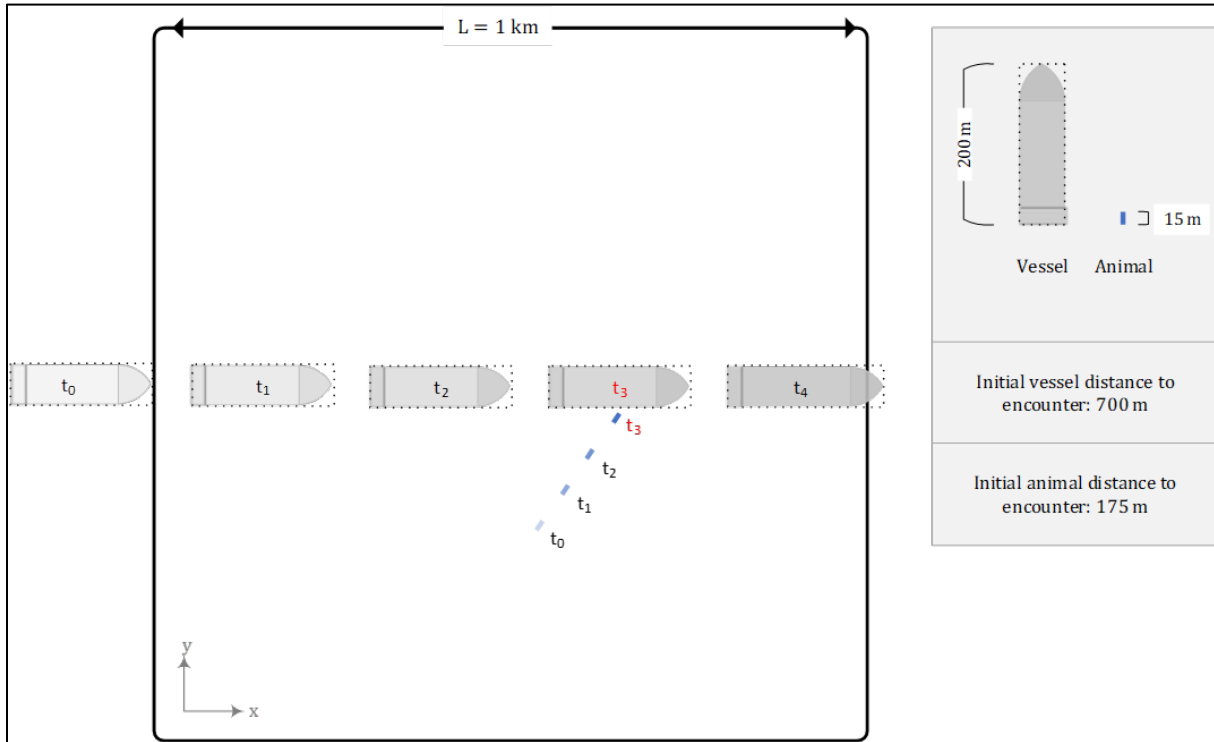 L = 1 km
200 m
15 m
Vessel Animal
t₀ t₁ t₂ t₃ t₄
t₃
t₂
t₁
t₀
Initial vessel distance to
encounter: 700 m
Initial animal distance to
encounter: 175 m
y
x